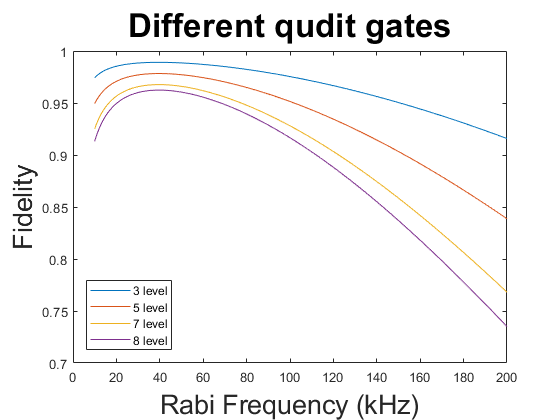 Different qudit gates
1
0.95
0.9
0.85
0.8
0.75
0.7
Fidelity
3 level
5 level
7 level
8 level
0 20 40 60 80 100 120 140 160 180 200
Rabi Frequency (kHz)